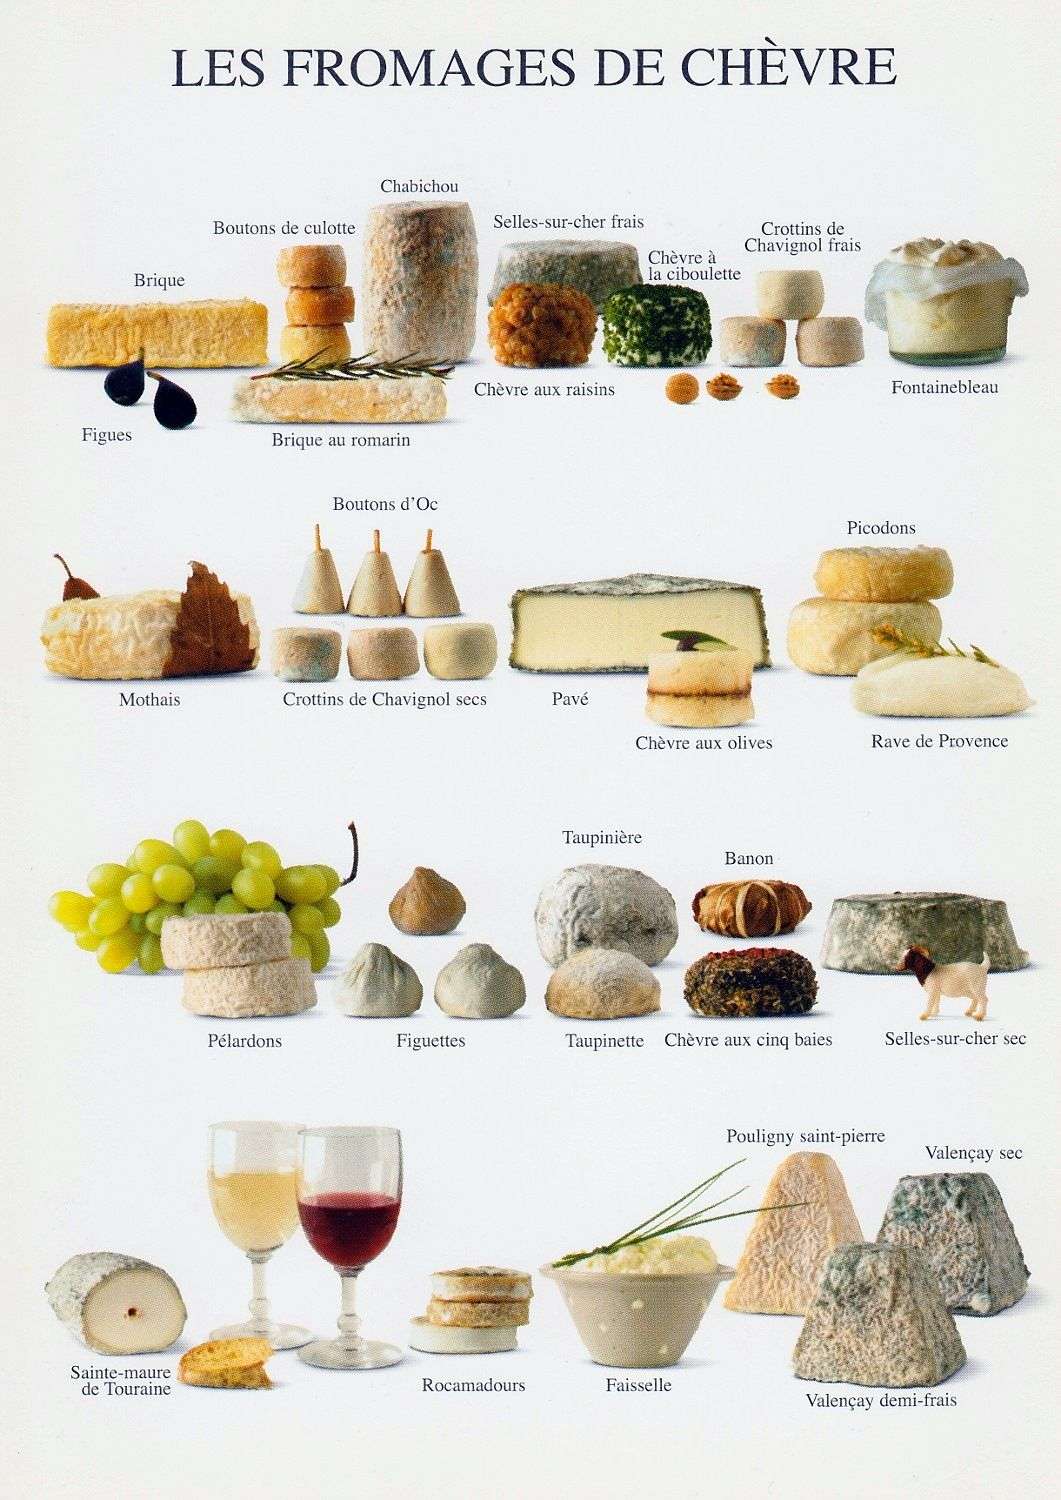 LES FROMAGES DE CHÈVRE
Chabichou
Boutons de culotte
Selles-sur-cher frais
Crottins de
Chavignol frais
Chèvre à
la ciboulette
Brique
Chèvre aux raisins
Fontainebleau
Figues
Brique au romarin
Boutons d'Oc
Picodons
Mothais
Crottins de Chavignol secs
Pavé
Chèvre aux olives
Rave de Provence
Taupinière
Banon
Pélardons
Figuettes
Taupinette
Chèvre aux cinq baies
Selles-sur-cher sec
Pouligny saint-pierre
Valençay sec
Sainte-maure
de Touraine
Rocamadours
Faisselle
Valençay demi-frais